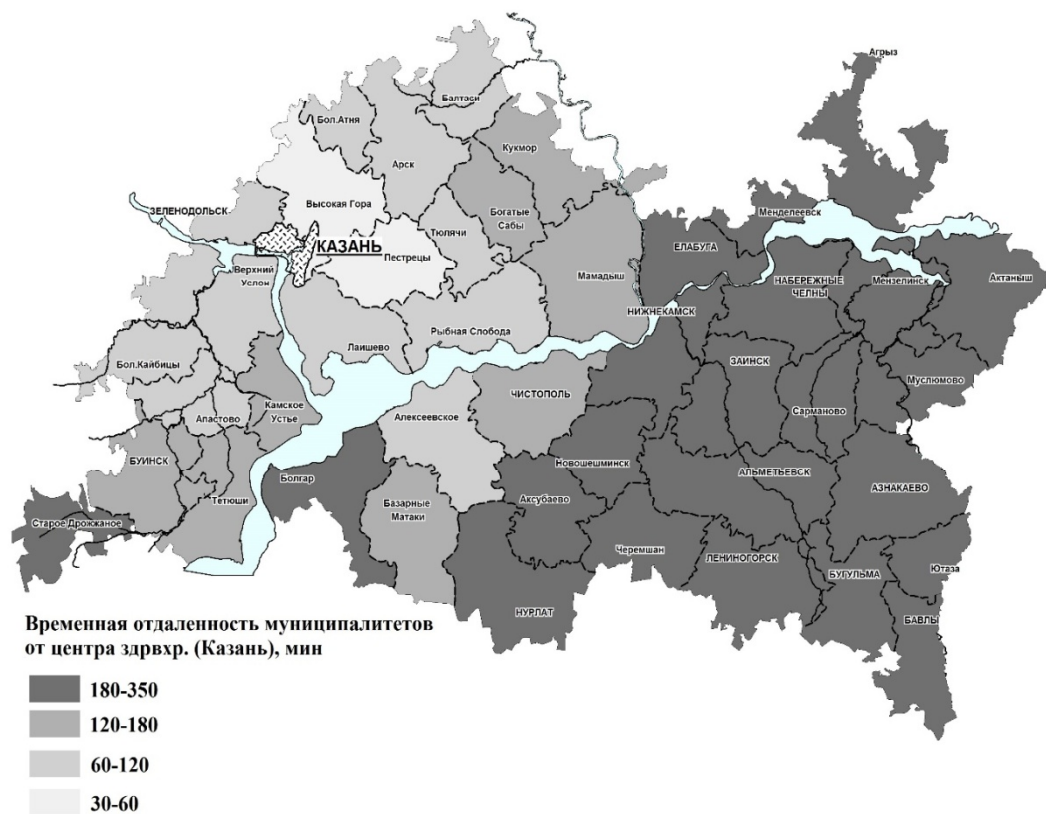 Агрыз
Балтаси
Бол.Атня
Кукмор
Арск
Высокая Гора
ЗЕЛЕНОДОЛЬСК
Богатые
Сабы
Менделеевск
Тюлячи
КАЗАНЬ
ЕЛАБУГА
Пестрецы
Верхний
Услон
Мамадыш
НАБЕРЕЖНЫЕ
ЧЕЛНЫ
Мензелинск
Актаныш
НИЖНЕКАМСК
Рыбная Слобода
Лаишево
ЗАИНСК
Бол.Кайбицы
Муслюмово
ЧИСТОПОЛЬ
Камское
Устье
Апастово
Алексеевское
Сарманово
БУИНСК
Новошешминск
АЛЬМЕТЬЕВСК
Болгар
АЗНАКАЕВО
Тетюши
Аксубаево
Базарные
Матаки
Старое Дрожжаное
Черемшан
ЛЕНИНОГОРСК
Ютаза
БУГУЛЬМА
НУРЛАТ
БАВЛЫ
Временная отдаленность муниципалитетов
от центра здрвхр. (Казань), мин
180-350
120-180
60-120
30-60